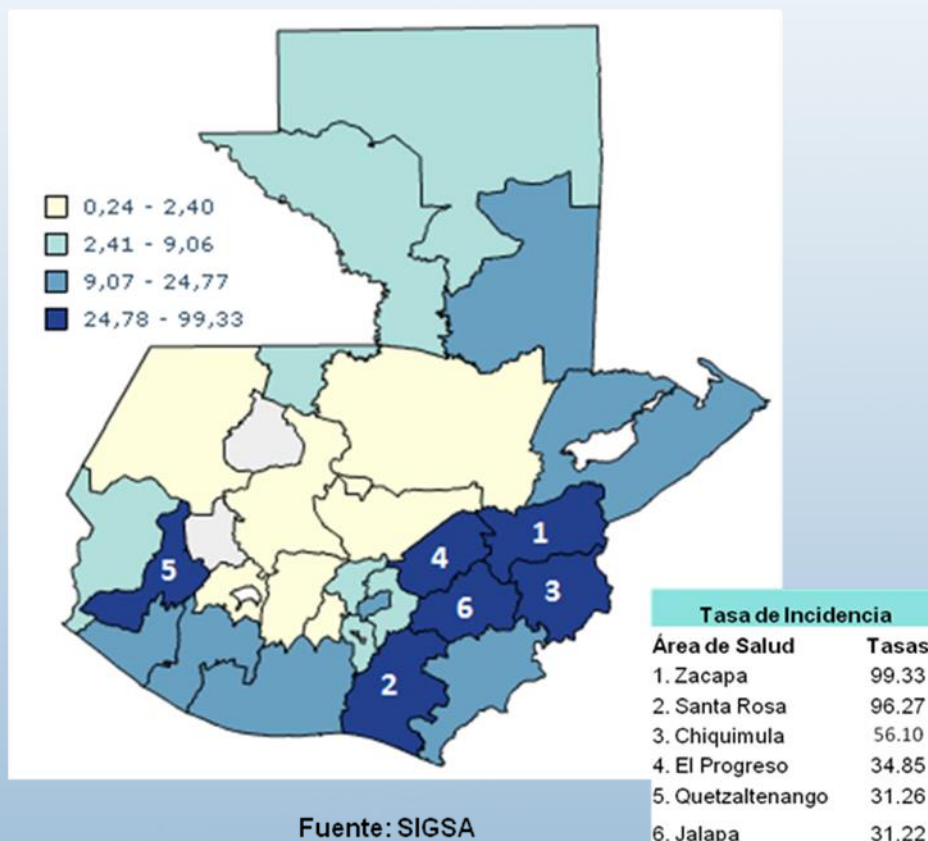 0,24 - 2,40
2,41 - 9,06
9,07 - 24,77
24,78 - 99,33
1
4
5
3
6
2
Tasa de Incidencia
Área de Salud Tasas
1. Zacapa 99.33
2. Santa Rosa 96.27
3. Chiquimula 56.10
4. El Progreso 34.85
5. Quetzaltenango 31.26
6. Jalapa 31.22
Fuente: SIGSA